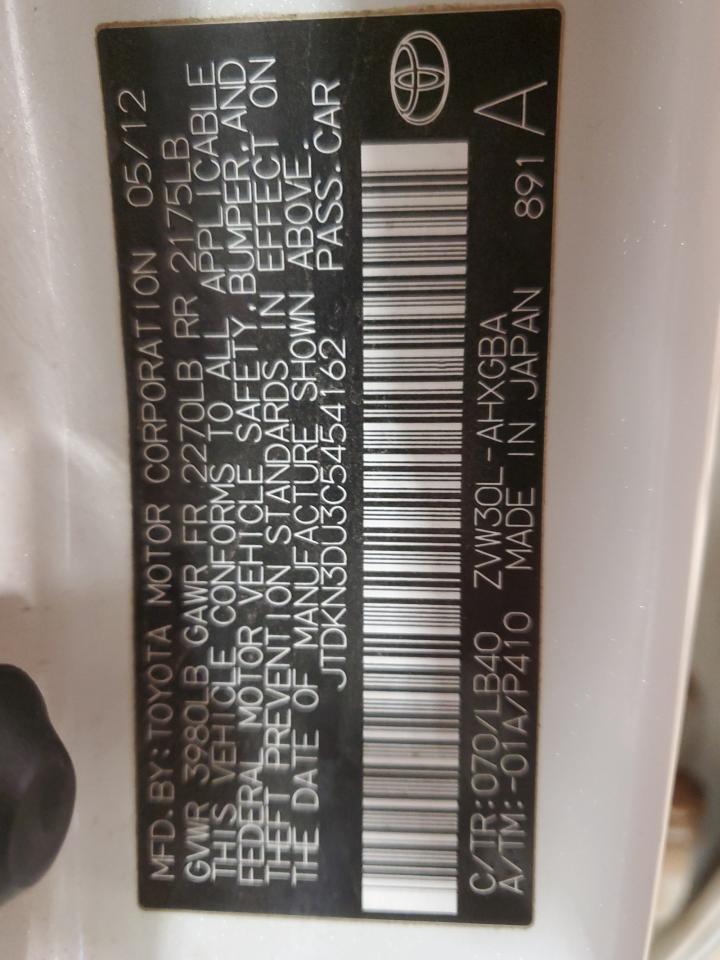 MFD. BY: TOYOTA MOTOR CORPORATION 05/12
GVWR 3980LB GAWR FR 2270LB RR 2175LB
THIS VEHICLE CONFORMS TO ALL APPLICABLE
FEDERAL MOTOR VEHICLE SAFETY, BUMPER, AND
THEFT PREVENTION STANDARDS IN EFFECT ON
THE DATE OF MANUFACTURE SHOWN ABOVE.
JTDKN3DU3C5454162 PASS.CAR
C/TR:070/LB40 ZVW30L-AHXGBA
A/TM:-01A/P410 MADE IN JAPAN 891 A